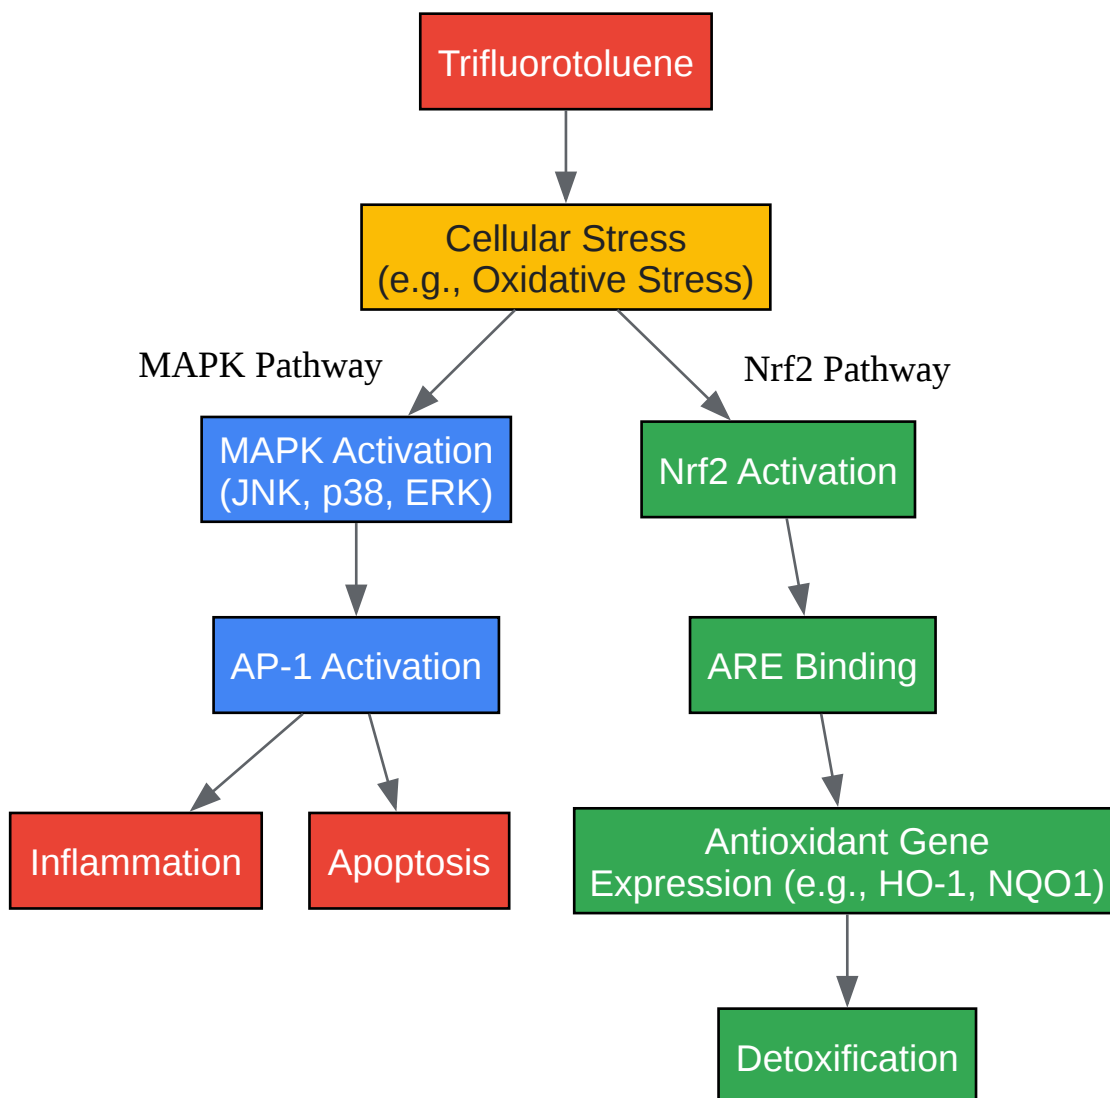 Trifluorotoluene
Cellular Stress
(e.g., Oxidative Stress)
MAPK Pathway
Nrf2 Pathway
MAPK Activation
(JNK, p38, ERK)
Nrf2 Activation
AP-1 Activation
ARE Binding
Inflammation
Apoptosis
Antioxidant Gene
Expression (e.g., HO-1, NQO1)
Detoxification